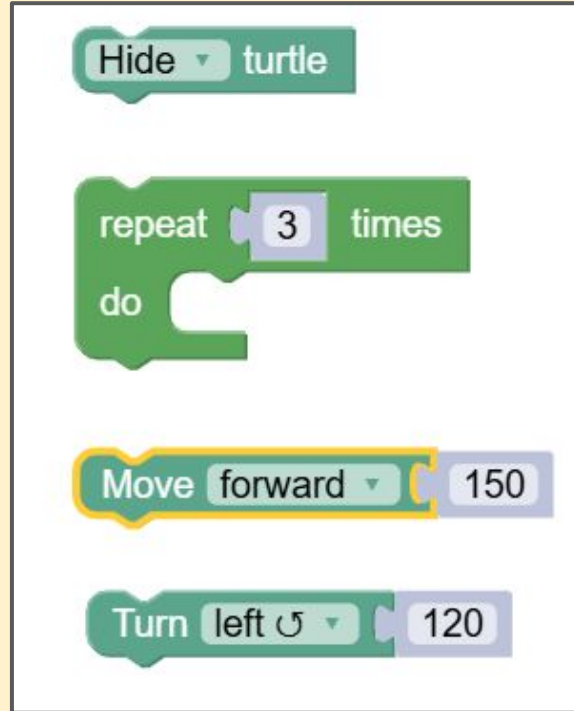 Hide turtle
repeat 3 times
do
Move forward 150
Turn left ↺ 120